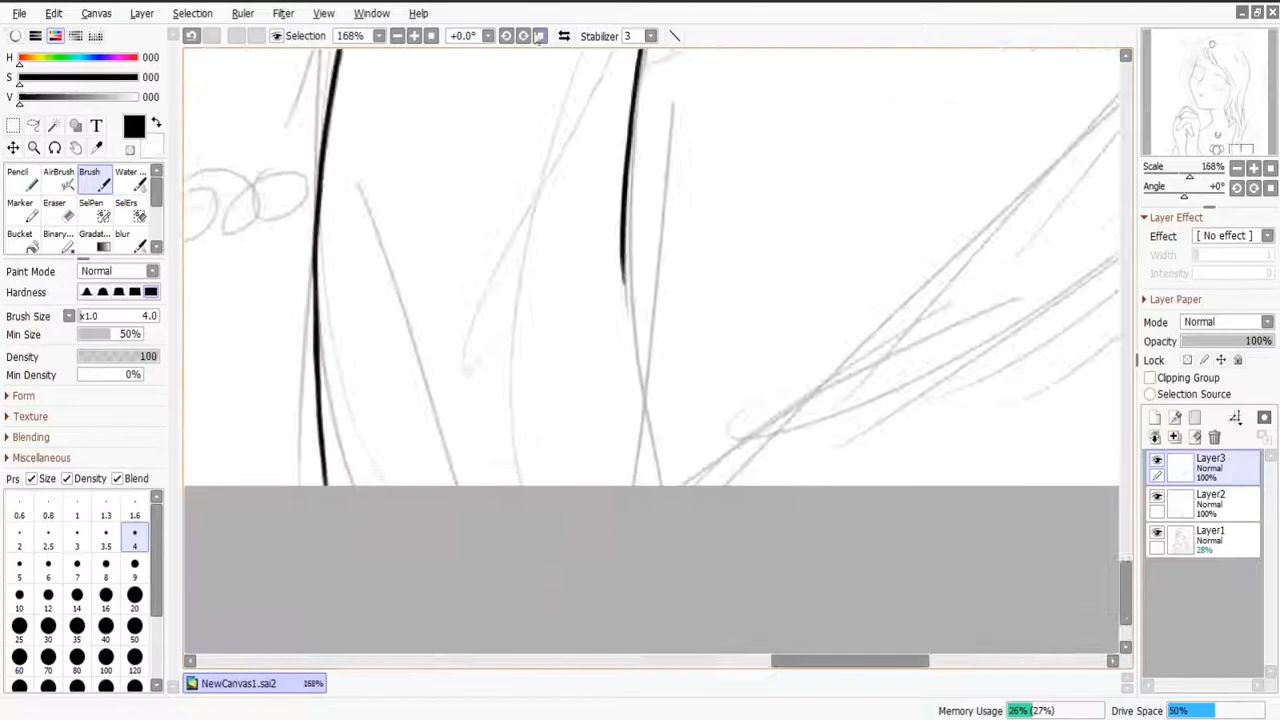 File Edit Canvas Layer Selection Ruler Filter View Window Help
Selection 168% +0.0° Stabilizer 3
H 000
S 000
V 000
T
Pencil AirBrush Brush Water ...
Marker Eraser SelPen SelErs
Bucket Binary... Gradat... blur
Paint Mode Normal
Hardness
Brush Size x1.0 4.0
Min Size 50%
Density 100
Min Density 0%
Form
Texture
Blending
Miscellaneous
Prs Size Density Blend
0.6 0.8 1 1.3 1.6
2 2.5 3 3.5 4
5 6 7 8 9
10 12 14 16 20
25 30 35 40 50
60 70 80 100 120
NewCanvas1.sai2 168%
Scale 168%
Angle +0°
Layer Effect
Effect [ No effect ]
Width 1
Intensity 0
Layer Paper
Mode Normal
Opacity 100%
Lock
Clipping Group
Selection Source
Layer3
Normal
100%
Layer2
Normal
100%
Layer1
Normal
28%
Memory Usage 26% (27%) Drive Space 50%